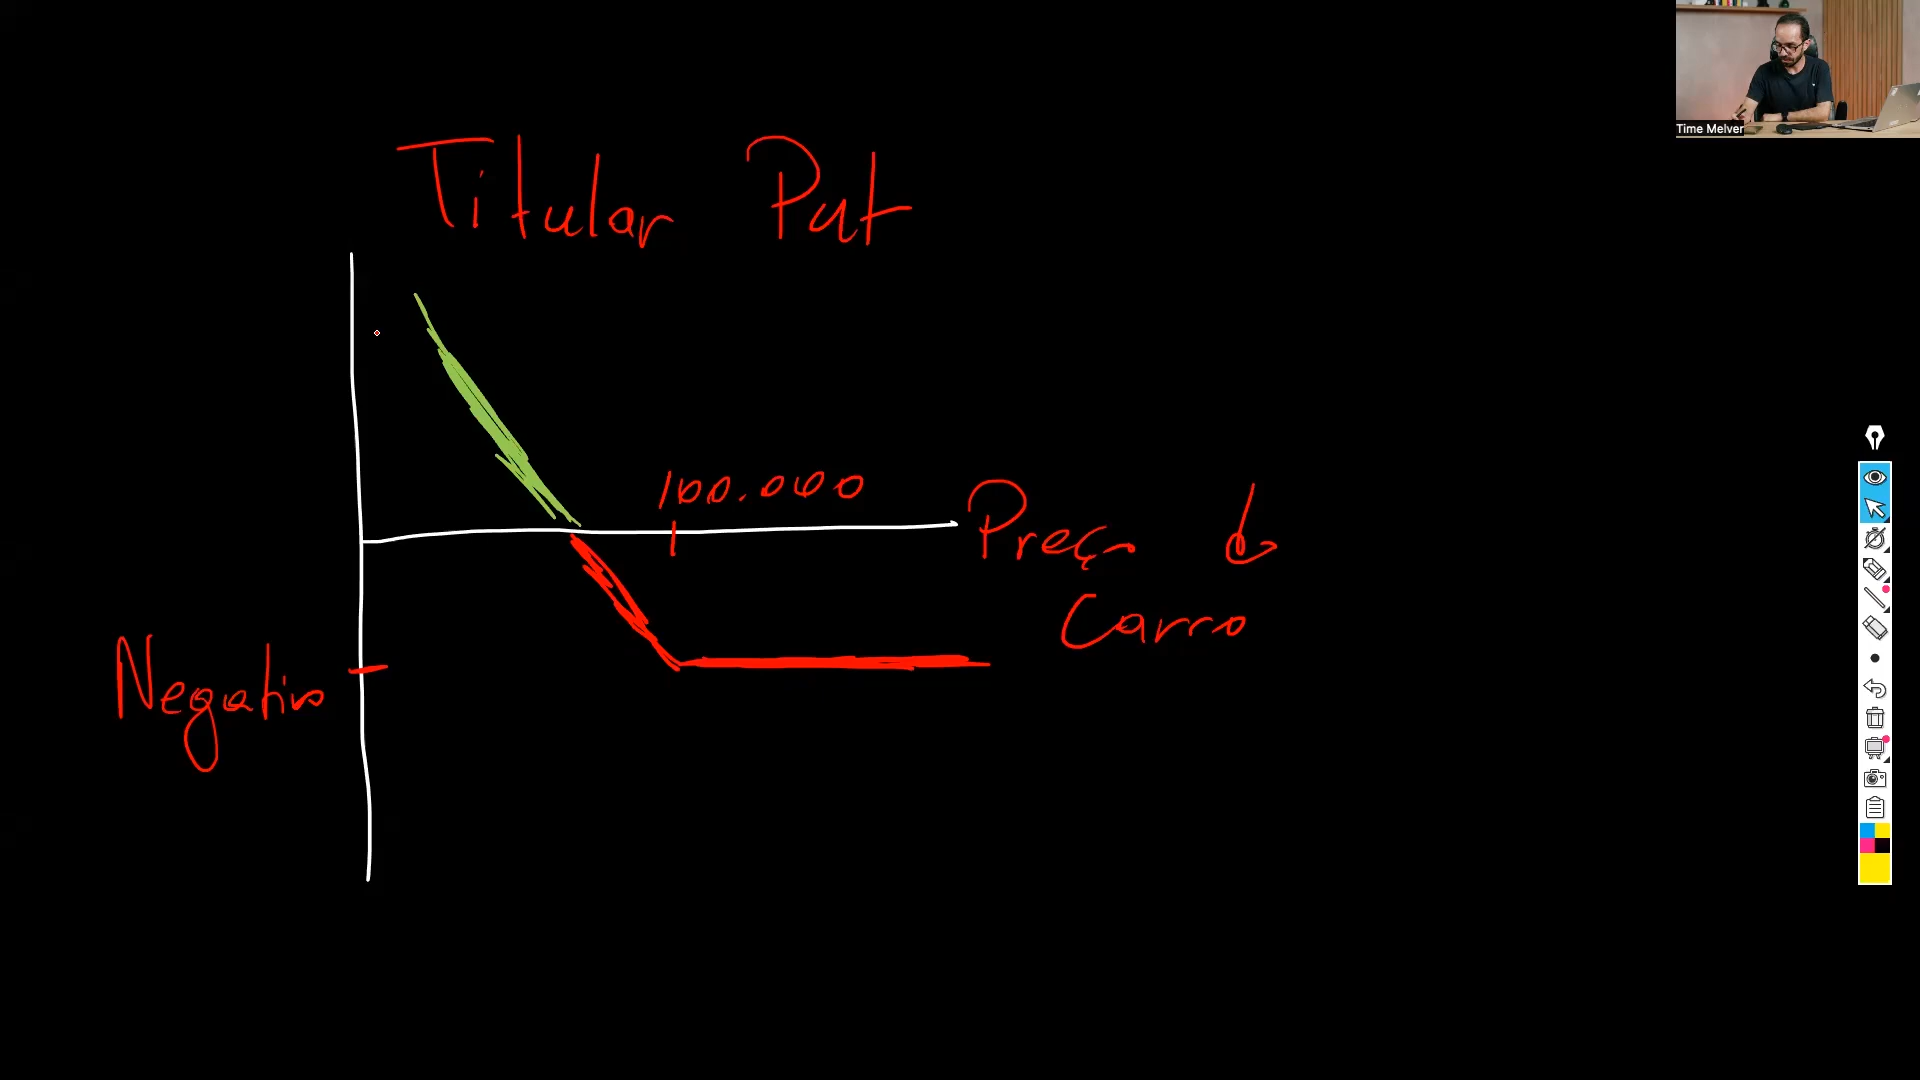 Time Melver
Titular Put
100.000
Preço do
Carro
Negativo